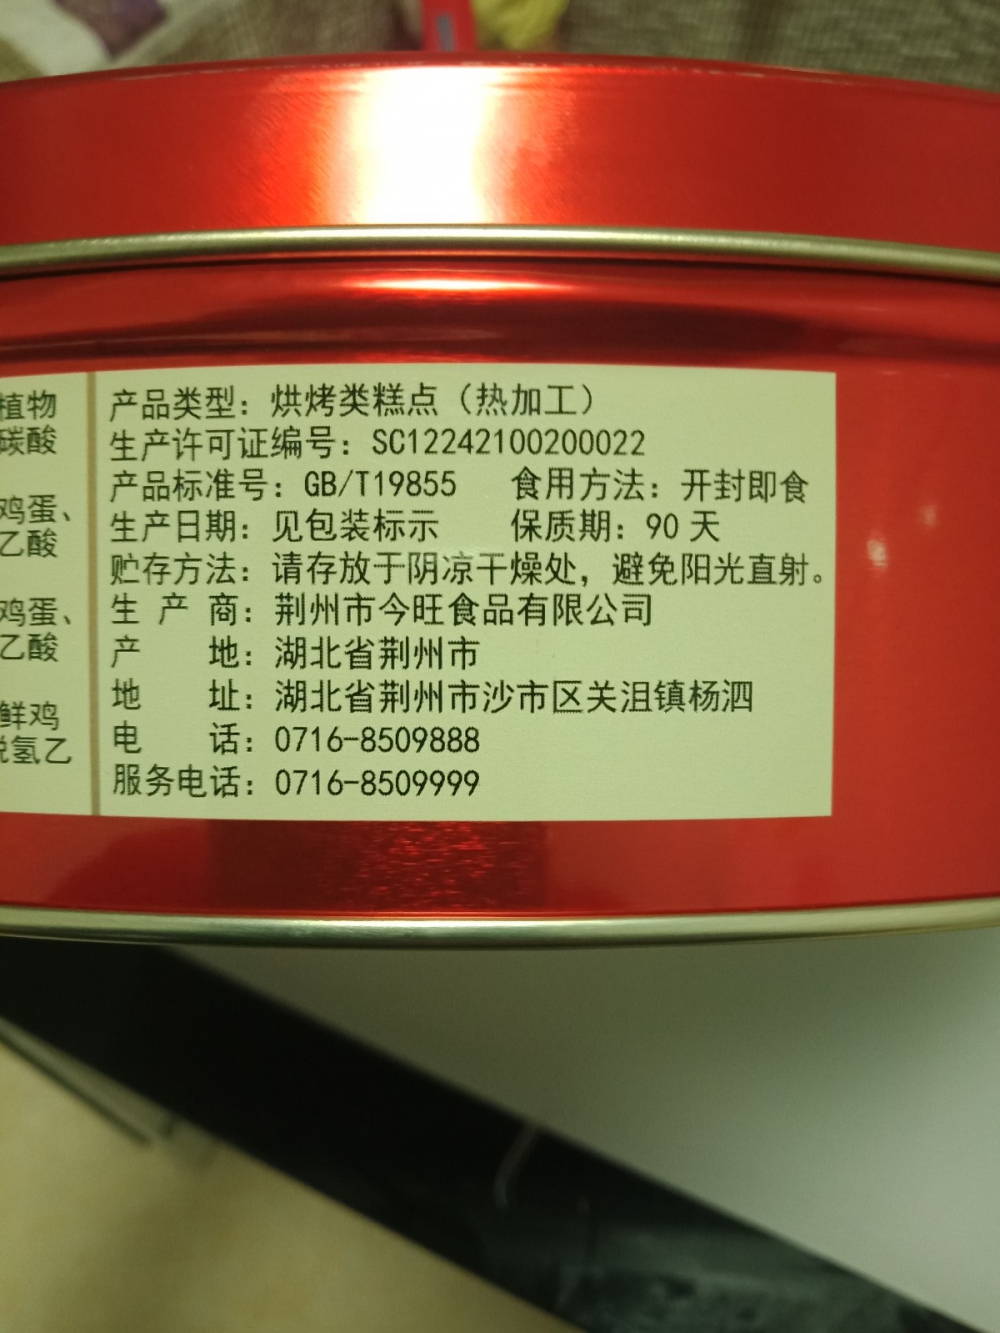 植物
碳酸
鸡蛋、
乙酸
鸡蛋、
乙酸
鲜鸡
脱氢乙
产品类型：烘烤类糕点（热加工）
生产许可证编号：SC12242100200022
产品标准号：GB/T19855 食用方法：开封即食
生产日期：见包装标示 保质期：90 天
贮存方法：请存放于阴凉干燥处，避免阳光直射。
生产商：荆州市今旺食品有限公司
产地：湖北省荆州市
地址：湖北省荆州市沙市区关沮镇杨泗
电话：0716-8509888
服务电话：0716-8509999